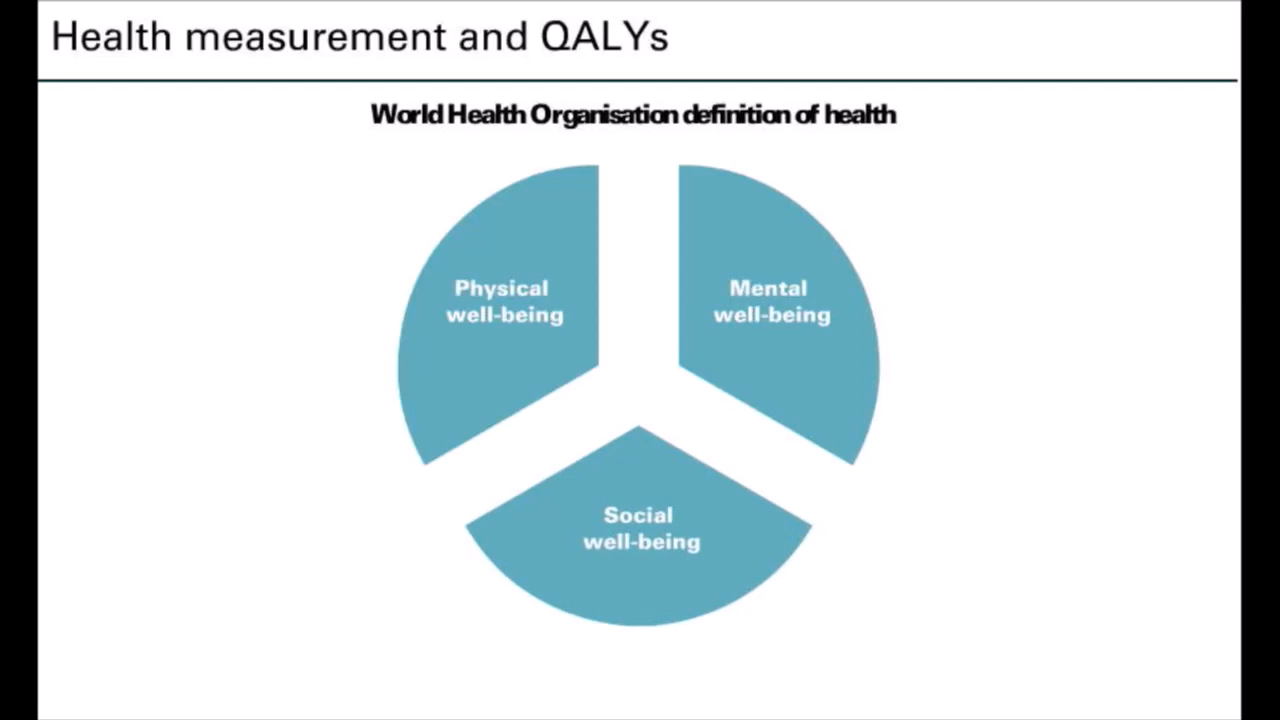 Health measurement and QALYs
World Health Organisation definition of health
Physical
well-being
Mental
well-being
Social
well-being